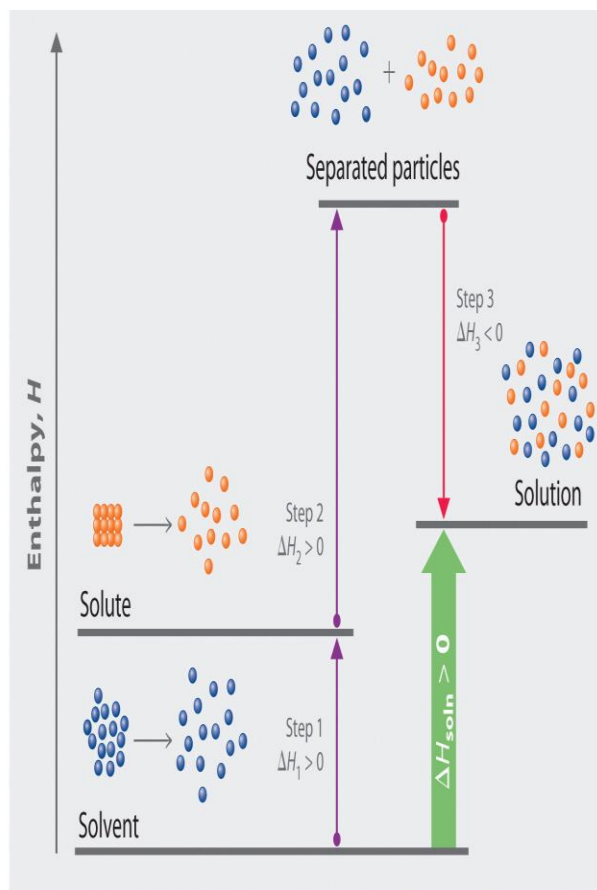 +
Separated particles
Step 3
ΔH₃ < 0
Solution
Enthalpy, H
Step 2
ΔH₂ > 0
Solute
ΔHsoln > 0
Step 1
ΔH₁ > 0
Solvent